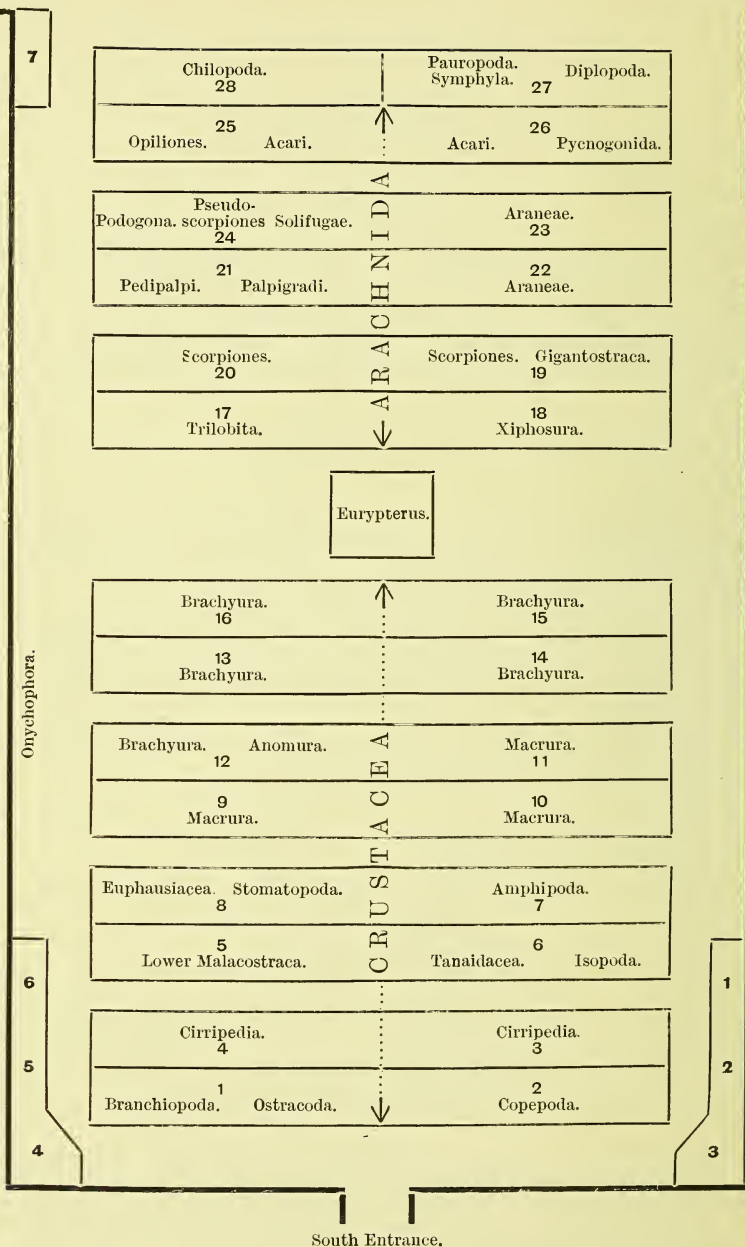 7
Chilopoda.
28
Pauropoda.
Symphyla. 27 Diplopoda.
25
Opiliones. Acari.
26
Acari. Pycnogonida.
Pseudo-
Podogona. scorpiones Solifugae.
24
Araneae.
23
21
Pedipalpi. Palpigradi.
22
Araneae.
ARACHNIDA
Scorpiones.
20
Scorpiones. Gigantostraca.
19
17
Trilobita.
18
Xiphosura.
Eurypterus.
Onychophora.
Brachyura.
16
Brachyura.
15
13
Brachyura.
14
Brachyura.
Brachyura. Anomura.
12
Macrura.
11
9
Macrura.
10
Macrura.
CRUSTACEA
Euphausiacea. Stomatopoda.
8
Amphipoda.
7
5
Lower Malacostraca.
6
Tanaidacea. Isopoda.
Cirripedia.
4
Cirripedia.
3
1
Branchiopoda. Ostracoda.
2
Copepoda.
6
5
4
1
2
3
South Entrance.